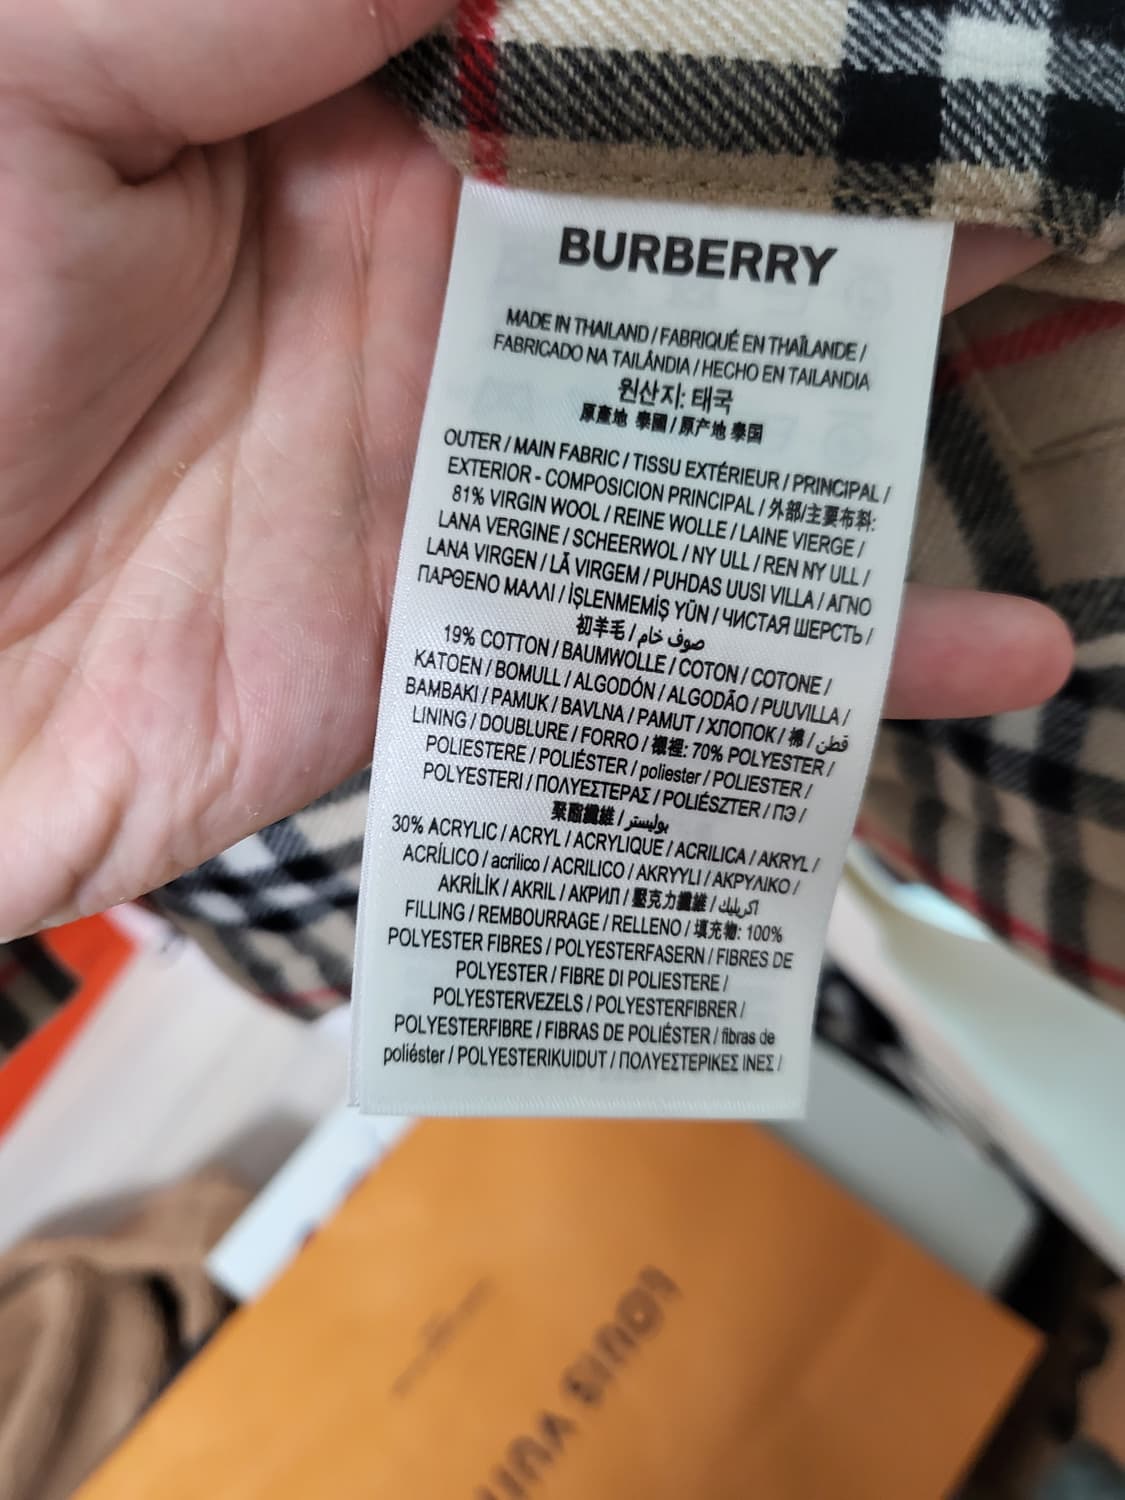 BURBERRY
MADE IN THAILAND / FABRIQUÉ EN THAÏLANDE /
FABRICADO NA TAILÂNDIA / HECHO EN TAILANDIA
원산지: 태국
原產地 泰國 / 原产地 泰国
OUTER / MAIN FABRIC / TISSU EXTÉRIEUR / PRINCIPAL /
EXTERIOR - COMPOSICION PRINCIPAL / 外部/主要布料:
81% VIRGIN WOOL / REINE WOLLE / LAINE VIERGE /
LANA VERGINE / SCHEERWOL / NY ULL / REN NY ULL /
LANA VIRGEN / LÃ VIRGEM / PUHDAS UUSI VILLA / ΑΓΝΟ
ΠΑΡΘΕΝΟ ΜΑΛΛΙ / İŞLENMEMİŞ YÜN / ЧИСТАЯ ШЕРСТЬ /
初羊毛 / صوف خام
19% COTTON / BAUMWOLLE / COTON / COTONE /
KATOEN / BOMULL / ALGODÓN / ALGODÃO / PUUVILLA /
BAMBAKI / PAMUK / BAVLNA / PAMUT / ХЛОПОК / 棉 / قطن
LINING / DOUBLURE / FORRO / 襯裡: 70% POLYESTER /
POLIESTERE / POLIÉSTER / poliester / POLIESTER /
POLYESTERI / ΠΟΛΥΕΣΤΕΡΑΣ / POLIÉSZTER / ПЭ /
聚酯纖維 / بوليستر
30% ACRYLIC / ACRYL / ACRYLIQUE / ACRILICA / AKRYL /
ACRÍLICO / acrilico / ACRILICO / AKRYYLI / ΑΚΡΥΛΙΚΟ /
AKRİLİK / AKRIL / АКРИЛ / 壓克力纖維 / اكريليك
FILLING / REMBOURRAGE / RELLENO / 填充物: 100%
POLYESTER FIBRES / POLYESTERFASERN / FIBRES DE
POLYESTER / FIBRE DI POLIESTERE /
POLYESTERVEZELS / POLYESTERFIBRER /
POLYESTERFIBRE / FIBRAS DE POLIÉSTER / fibras de
poliéster / POLYESTERIKUIDUT / ΠΟΛΥΕΣΤΕΡΙΚΕΣ ΙΝΕΣ /
LOUIS VUI